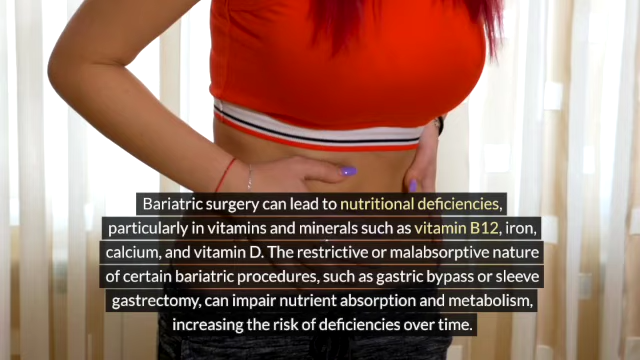 Bariatric surgery can lead to nutritional deficiencies,
particularly in vitamins and minerals such as vitamin B12, iron,
calcium, and vitamin D. The restrictive or malabsorptive nature
of certain bariatric procedures, such as gastric bypass or sleeve
gastrectomy, can impair nutrient absorption and metabolism,
increasing the risk of deficiencies over time.